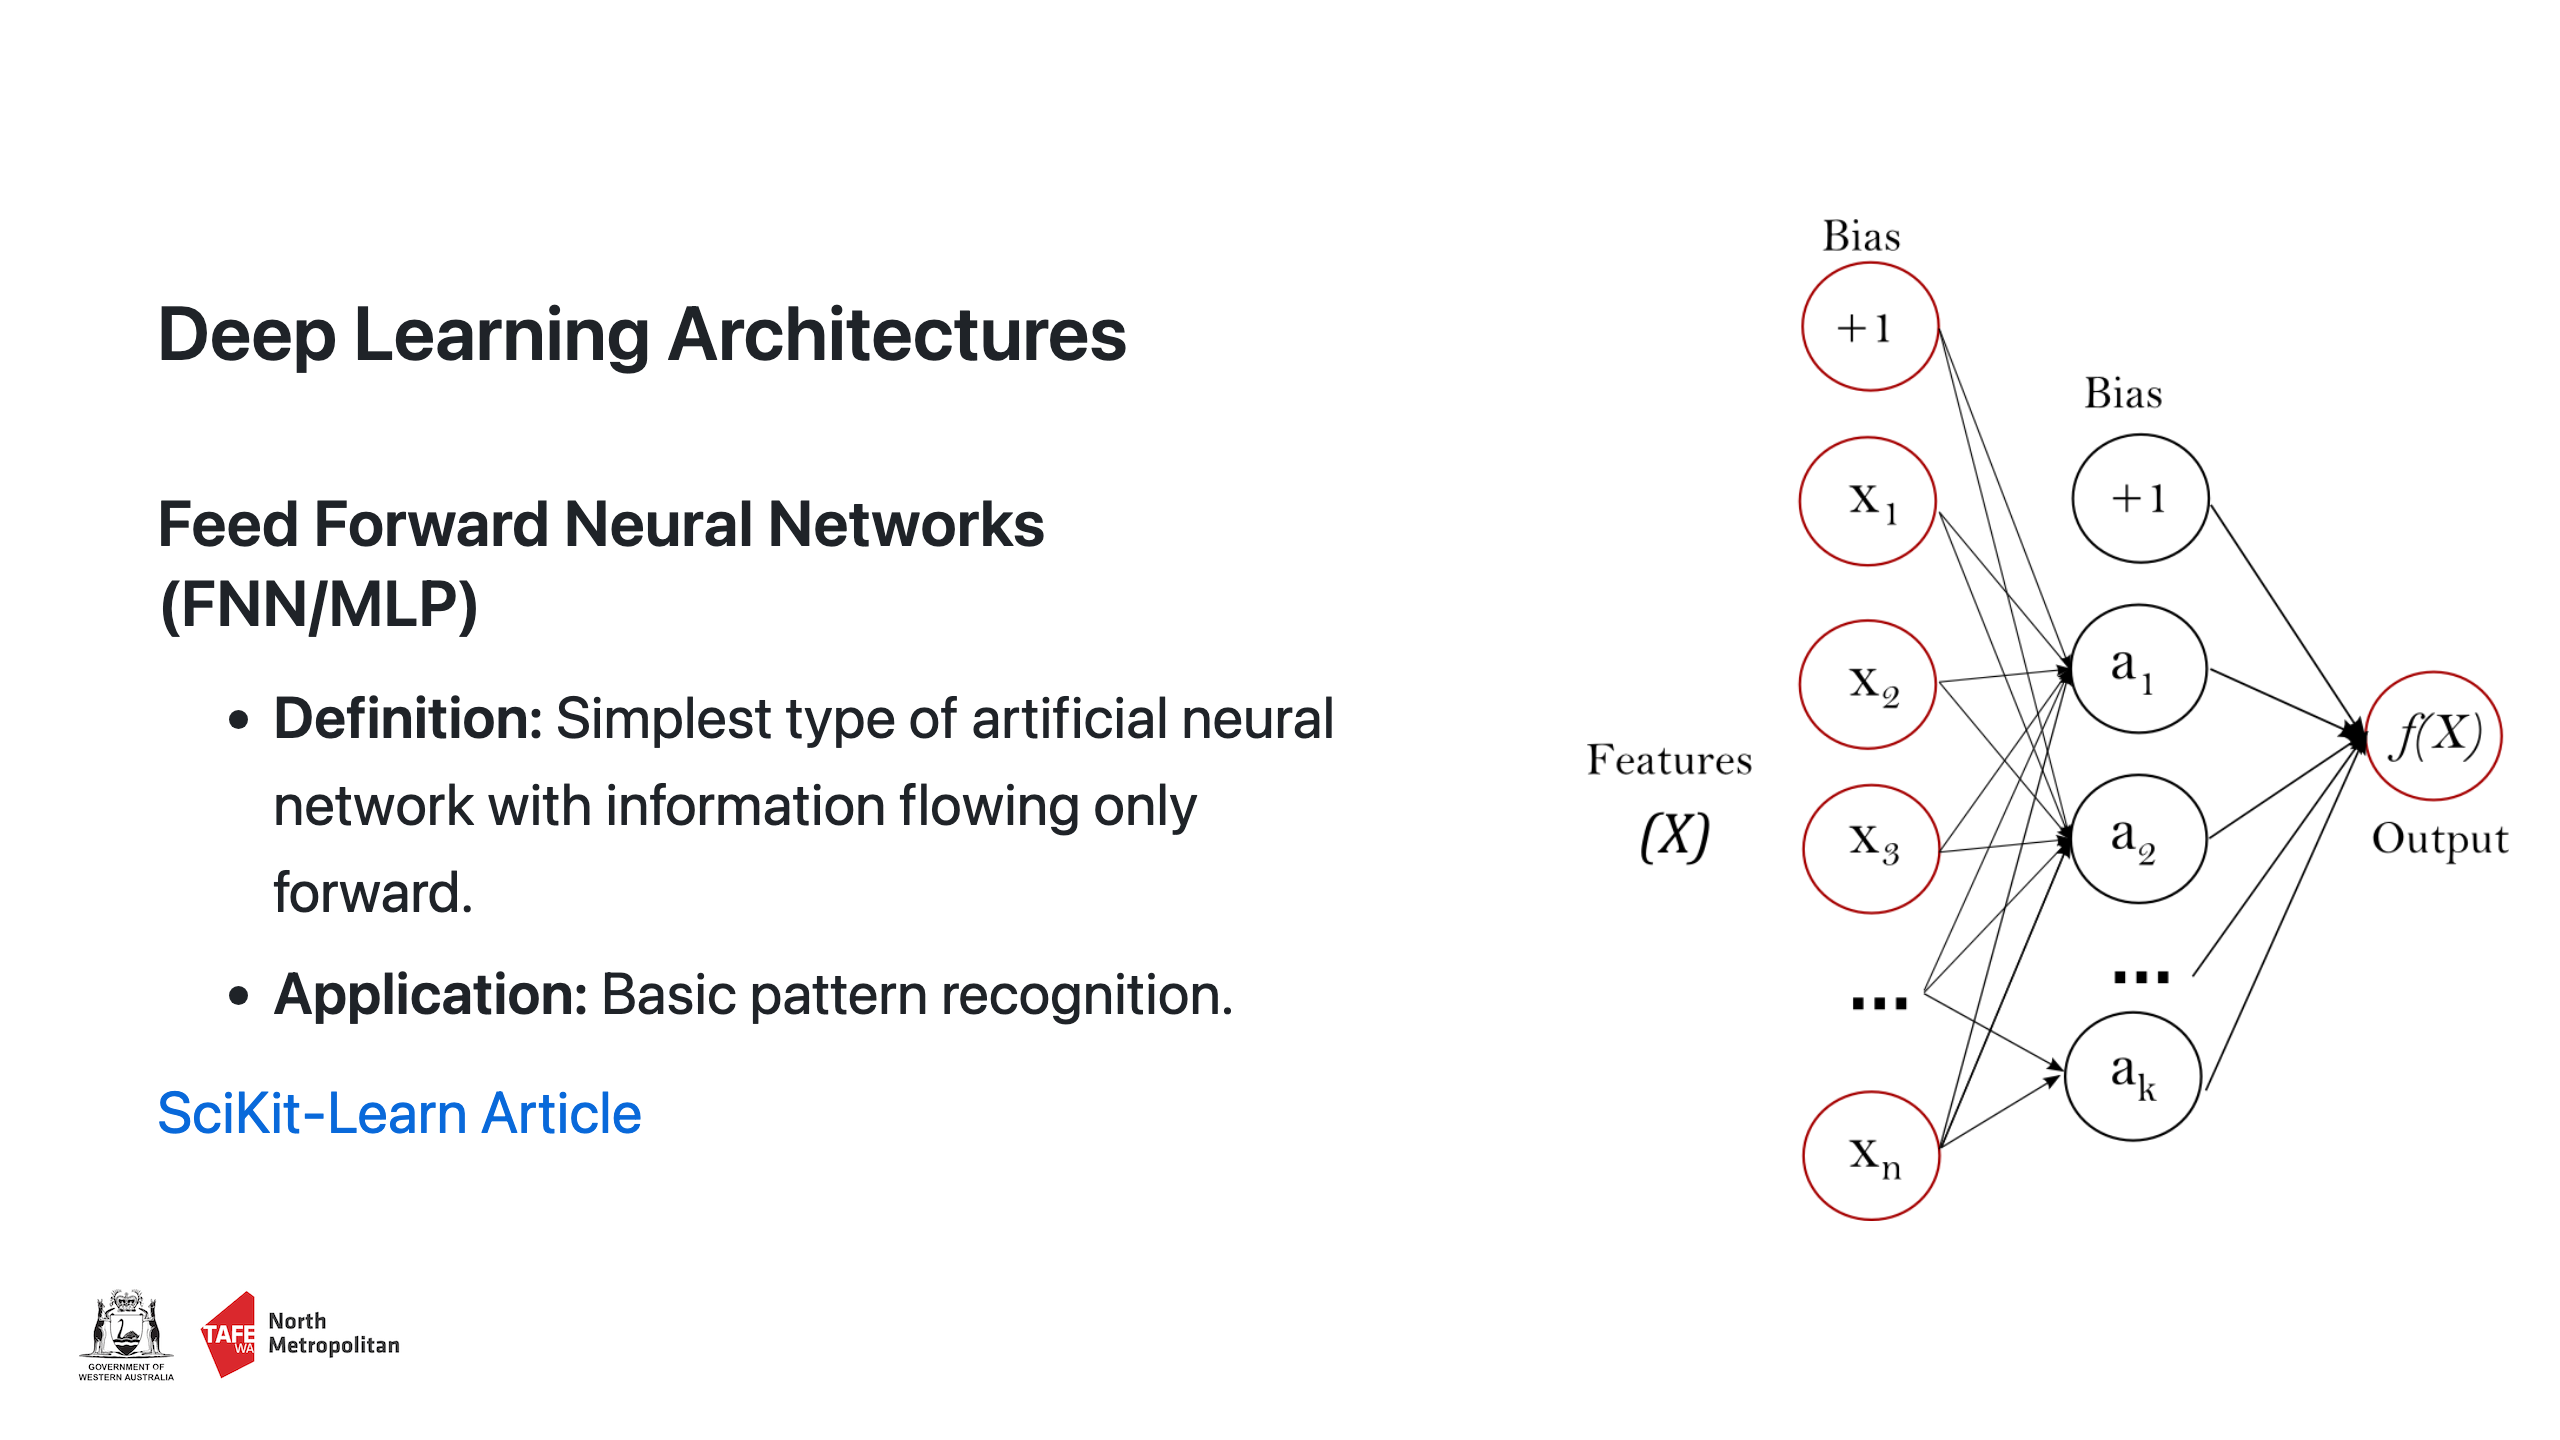 Deep Learning Architectures
Feed Forward Neural Networks
(FNN/MLP)
• Definition: Simplest type of artificial neural
network with information flowing only
forward.
• Application: Basic pattern recognition.
SciKit-Learn Article
Bias
+1
x₁
x₂
x₃
...
xₙ
Features
(X)
Bias
+1
a₁
a₂
...
aₖ
f(X)
Output
GOVERNMENT OF
WESTERN AUSTRALIA
TAFE
WA
North
Metropolitan